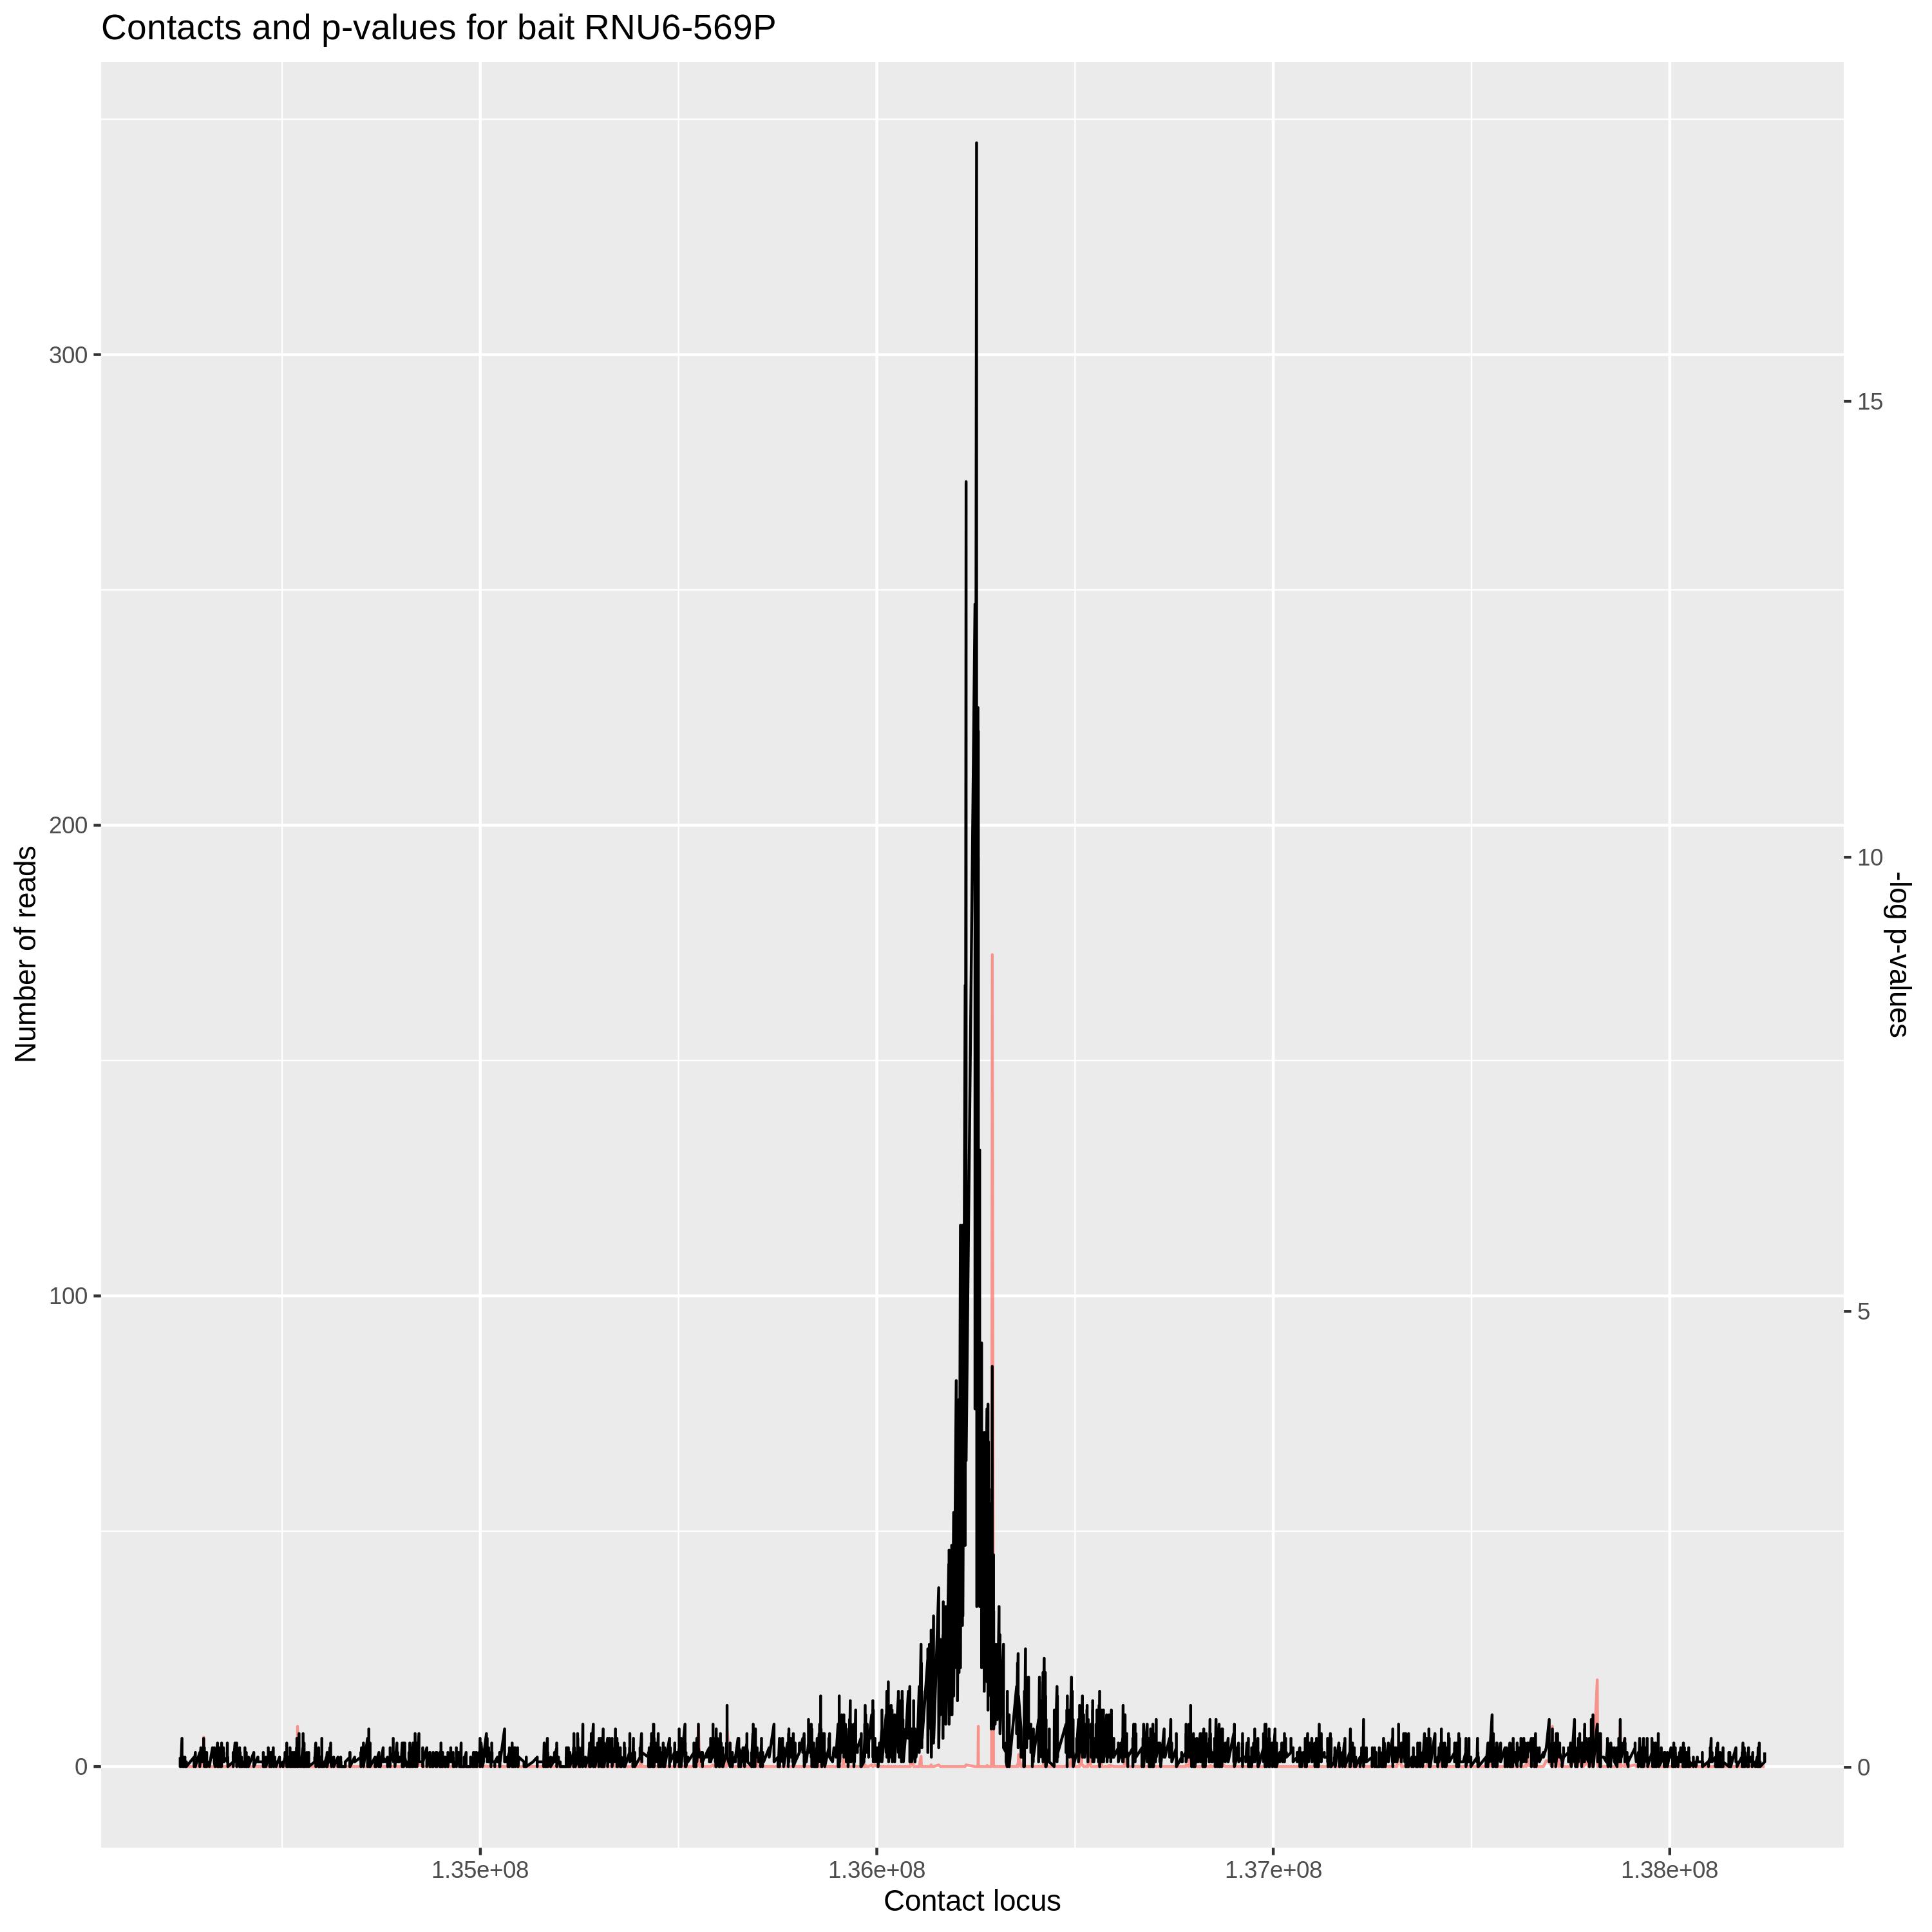 Contacts and p-values for bait RNU6-569P
300
200
100
0
Number of reads
15
10
5
0
-log p-values
1.35e+08
1.36e+08
1.37e+08
1.38e+08
Contact locus